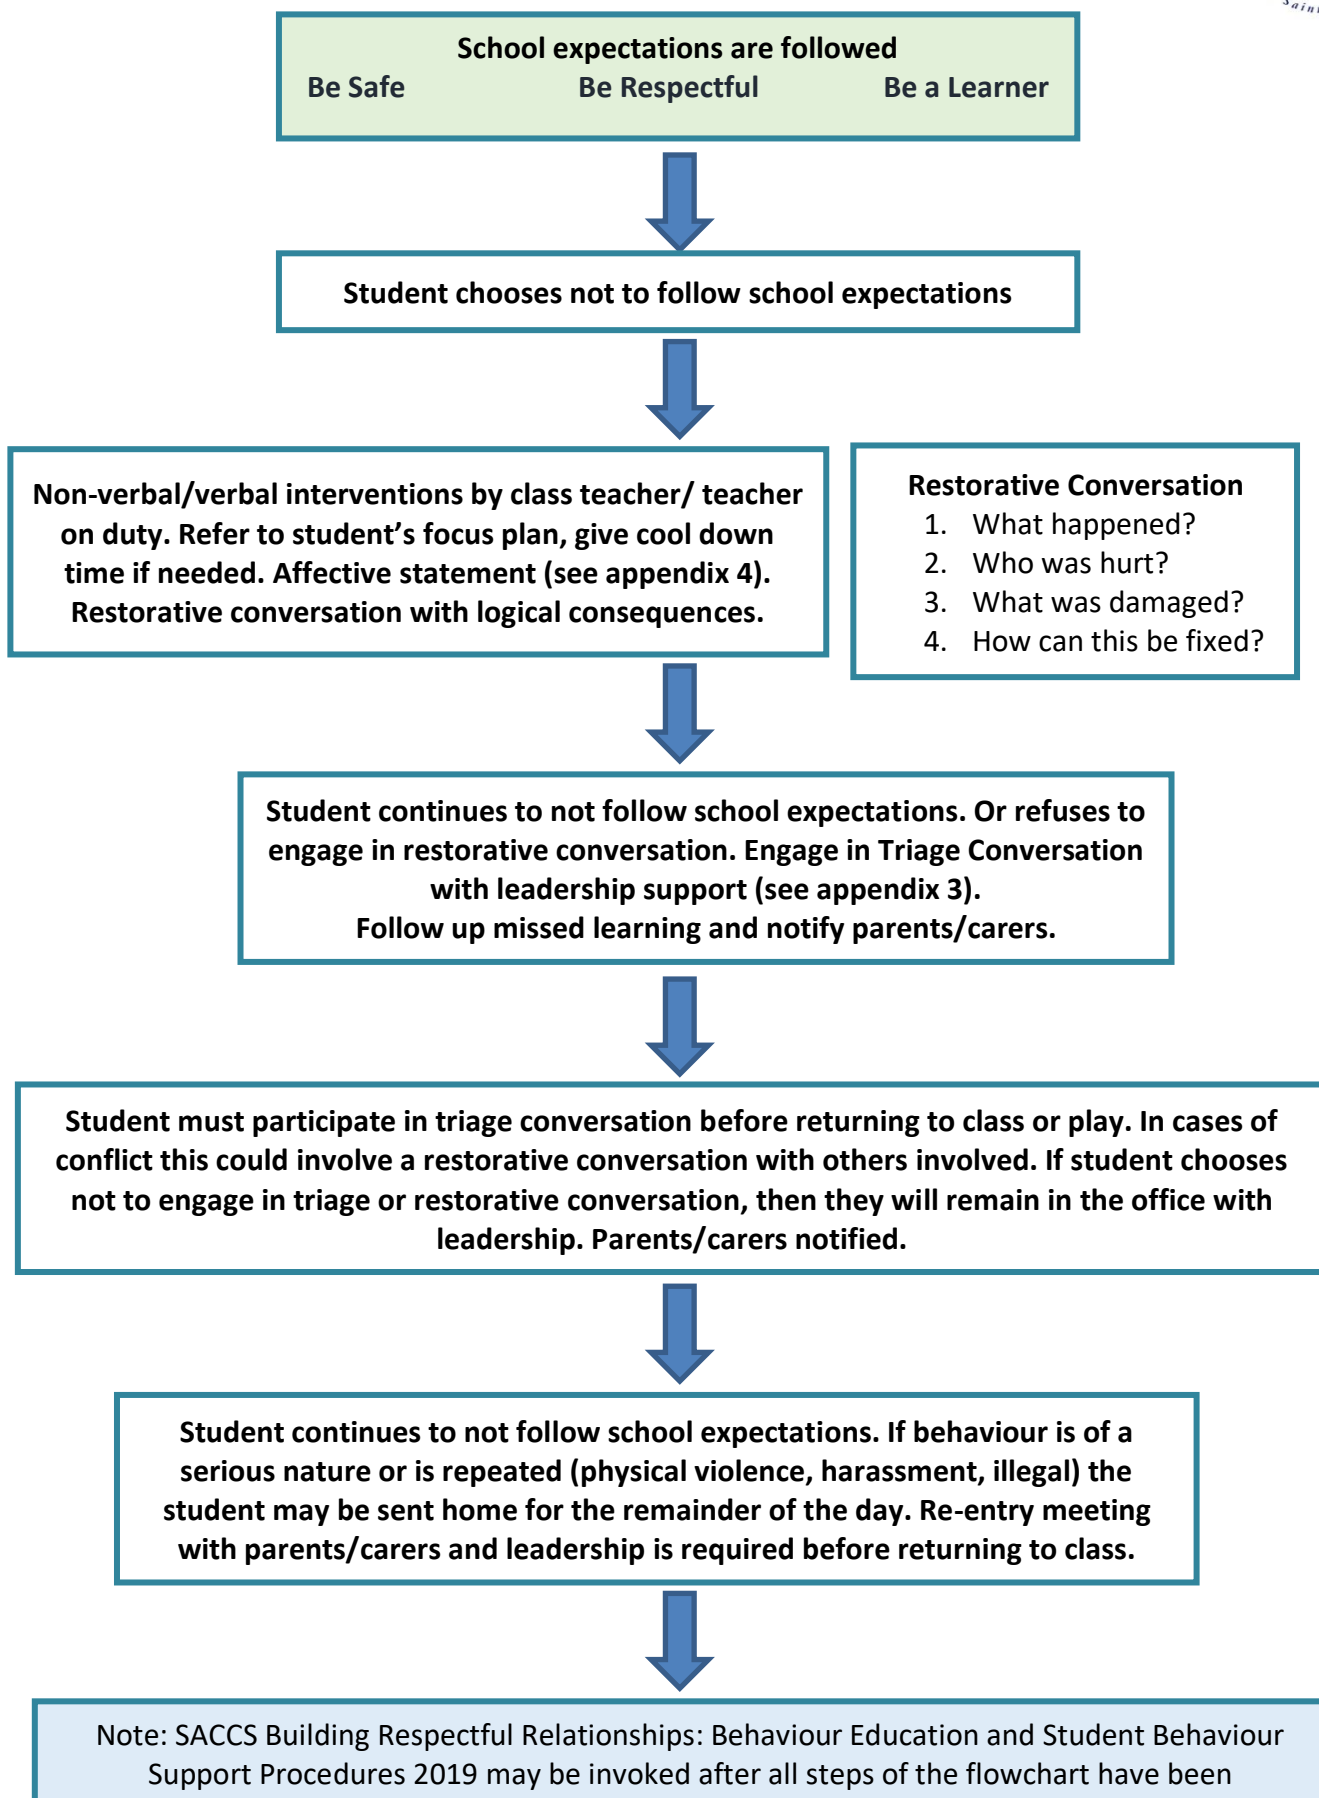 School expectations are followed
Be Safe Be Respectful Be a Learner
Student chooses not to follow school expectations
Non-verbal/verbal interventions by class teacher/ teacher
on duty. Refer to student’s focus plan, give cool down
time if needed. Affective statement (see appendix 4).
Restorative conversation with logical consequences.
Restorative Conversation
1. What happened?
2. Who was hurt?
3. What was damaged?
4. How can this be fixed?
Student continues to not follow school expectations. Or refuses to
engage in restorative conversation. Engage in Triage Conversation
with leadership support (see appendix 3).
Follow up missed learning and notify parents/carers.
Student must participate in triage conversation before returning to class or play. In cases of
conflict this could involve a restorative conversation with others involved. If student chooses
not to engage in triage or restorative conversation, then they will remain in the office with
leadership. Parents/carers notified.
Student continues to not follow school expectations. If behaviour is of a
serious nature or is repeated (physical violence, harassment, illegal) the
student may be sent home for the remainder of the day. Re-entry meeting
with parents/carers and leadership is required before returning to class.
Note: SACCS Building Respectful Relationships: Behaviour Education and Student Behaviour
Support Procedures 2019 may be invoked after all steps of the flowchart have been